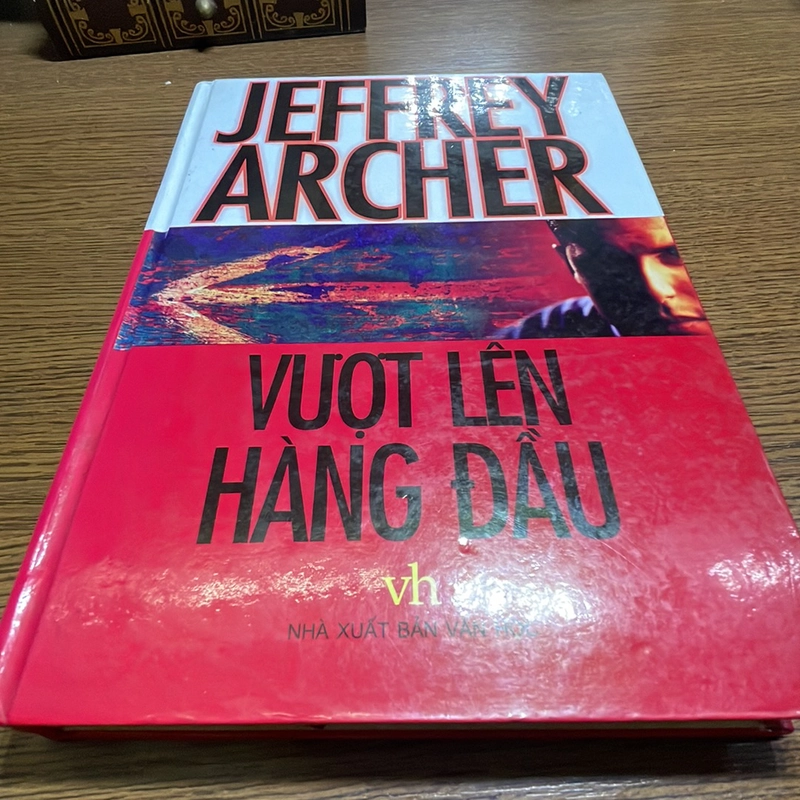 JEFFREY
ARCHER
VƯỢT LÊN
HÀNG ĐẦU
vh
NHÀ XUẤT BẢN VĂN HỌC